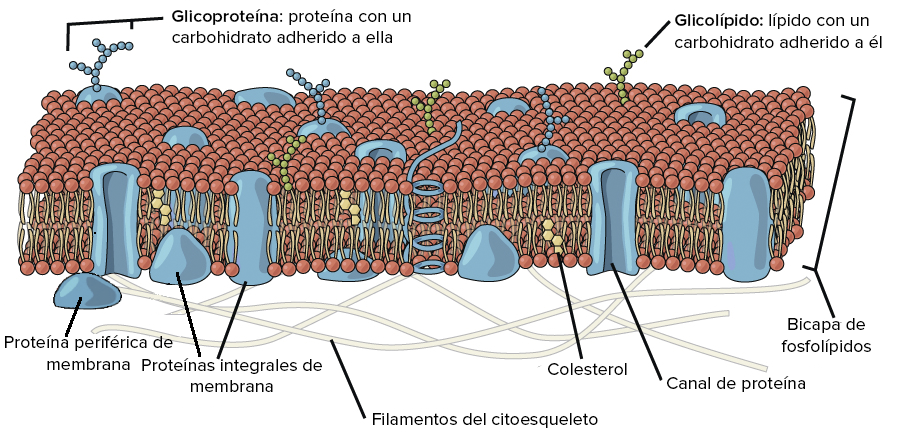 Glicoproteína: proteína con un
carbohidrato adherido a ella
Glicolípido: lípido con un
carbohidrato adherido a él
Proteína periférica de
membrana
Proteínas integrales de
membrana
Filamentos del citoesqueleto
Colesterol
Canal de proteína
Bicapa de
fosfolípidos